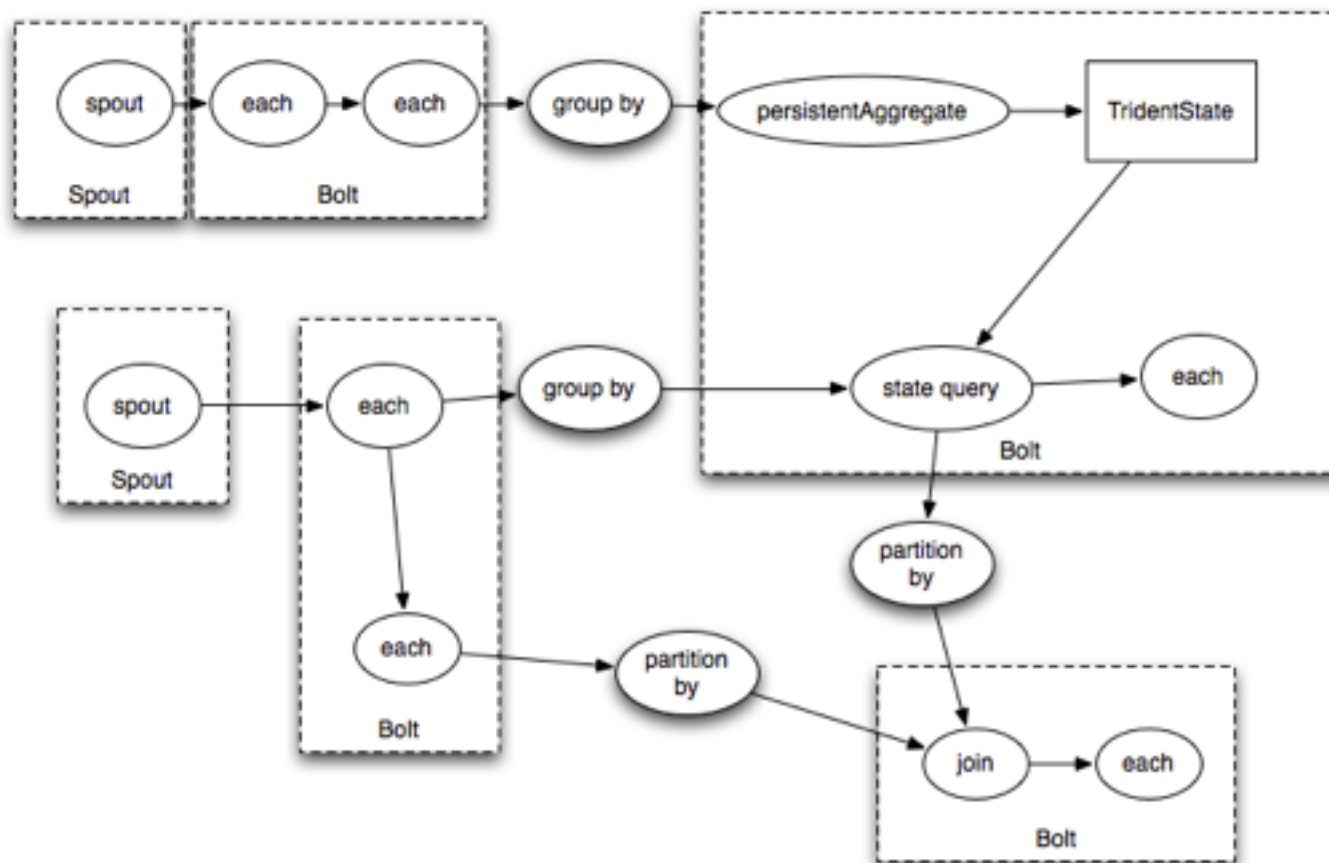 spout
each
each
group by
persistentAggregate
TridentState
Spout
Bolt
spout
each
group by
state query
each
Spout
Bolt
partition
by
each
partition
by
Bolt
join
each
Bolt